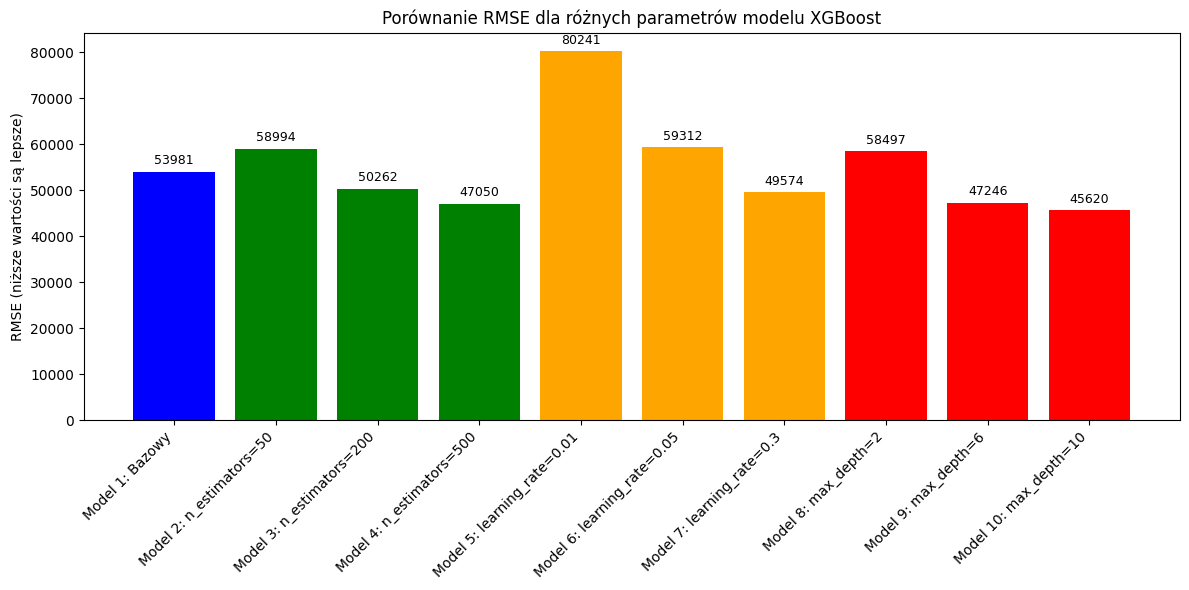 Porównanie RMSE dla różnych parametrów modelu XGBoost
RMSE (niższe wartości są lepsze)
80000
70000
60000
50000
40000
30000
20000
10000
0
53981
58994
50262
47050
80241
59312
49574
58497
47246
45620
Model 1: Bazowy
Model 2: n_estimators=50
Model 3: n_estimators=200
Model 4: n_estimators=500
Model 5: learning_rate=0.01
Model 6: learning_rate=0.05
Model 7: learning_rate=0.3
Model 8: max_depth=2
Model 9: max_depth=6
Model 10: max_depth=10